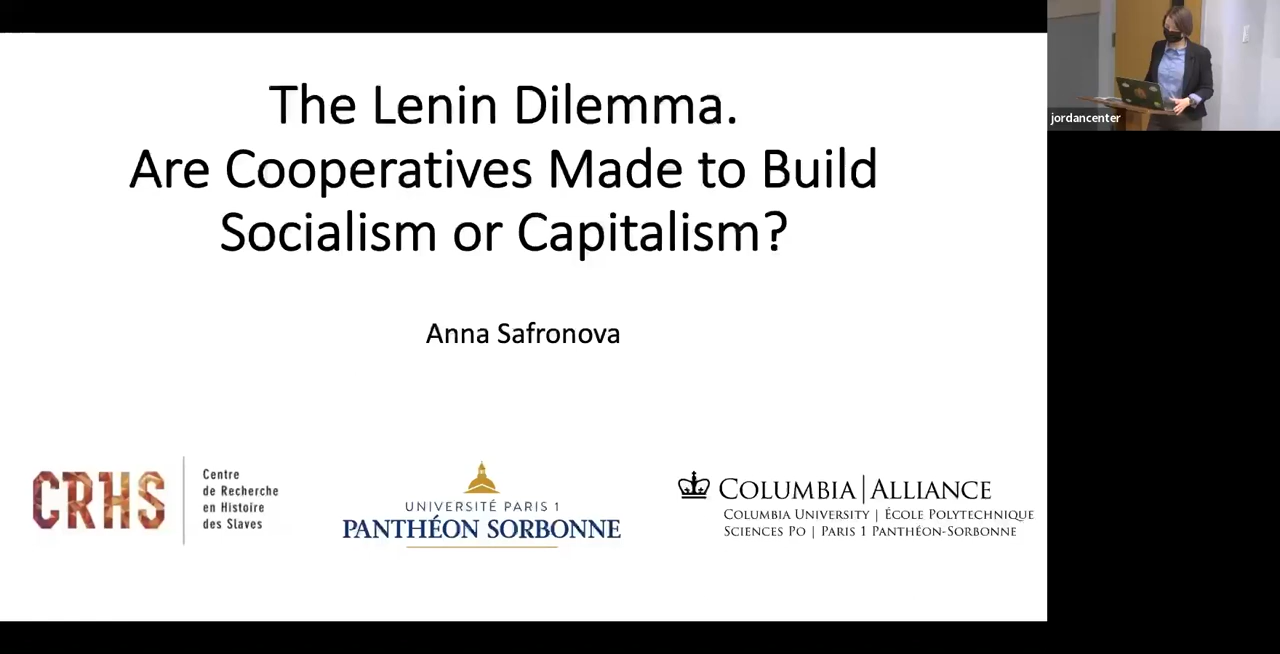 The Lenin Dilemma.
Are Cooperatives Made to Build
Socialism or Capitalism?
Anna Safronova
CRHS
Centre
de Recherche
en Histoire
des Slaves
UNIVERSITÉ PARIS 1
PANTHÉON SORBONNE
COLUMBIA | ALLIANCE
COLUMBIA UNIVERSITY | ÉCOLE POLYTECHNIQUE
SCIENCES PO | PARIS 1 PANTHÉON-SORBONNE
jordancenter